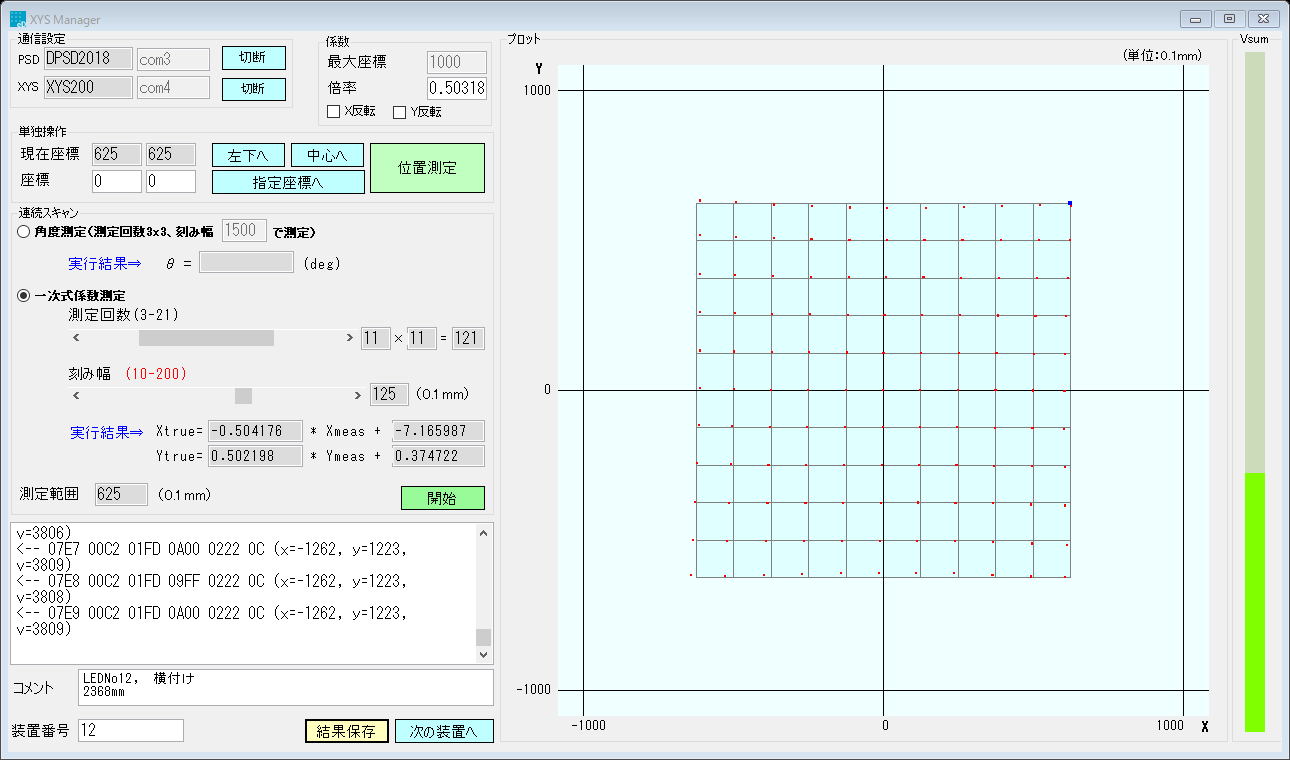 XYS Manager
通信設定
PSD DPSD2018 com3 切断
XYS XYS200 com4 切断
係数
最大座標 1000
倍率 0.50318
X反転 Y反転
単独操作
現在座標 625 625 左下へ 中心へ 位置測定
座標 0 0 指定座標へ
連続スキャン
角度測定(測定回数3x3、刻み幅 1500 で測定)
実行結果⇒ θ = (deg)
一次式係数測定
測定回数(3-21)
< > 11 × 11 = 121
刻み幅 (10-200)
< > 125 (0.1mm)
実行結果⇒ Xtrue= -0.504176 * Xmeas + -7.165987
Ytrue= 0.502198 * Ymeas + 0.374722
測定範囲 625 (0.1mm) 開始
v=3806)
<-- 07E7 00C2 01FD 0A00 0222 0C (x=-1262, y=1223,
v=3809)
<-- 07E8 00C2 01FD 09FF 0222 0C (x=-1262, y=1223,
v=3808)
<-- 07E9 00C2 01FD 0A00 0222 0C (x=-1262, y=1223,
v=3809)
コメント LEDNo12, 横付け
2368mm
装置番号 12 結果保存 次の装置へ
プロット
(単位:0.1mm)
Y
1000
0
-1000
-1000 0 1000 X
Vsum